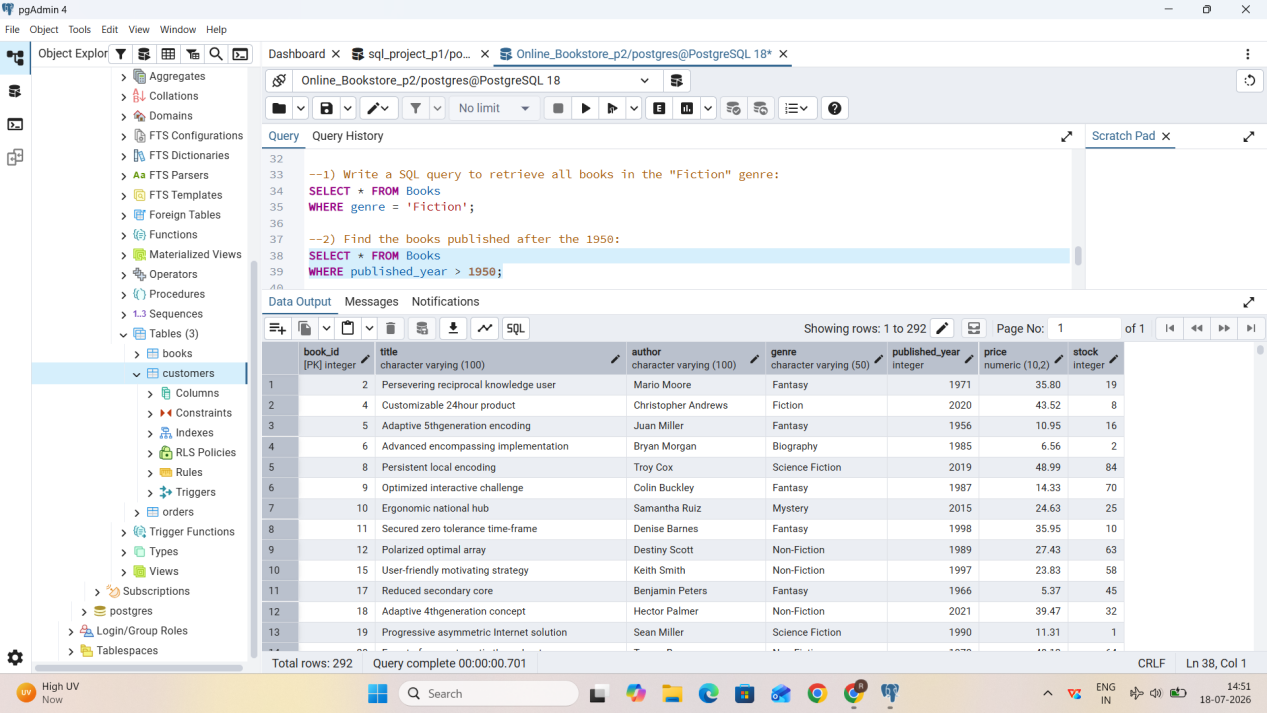 pgAdmin 4
File Object Tools Edit View Window Help
Object Explor
Dashboard
sql_project_p1/po...
Online_Bookstore_p2/postgres@PostgreSQL 18*
Online_Bookstore_p2/postgres@PostgreSQL 18
No limit
Query Query History
Scratch Pad
Aggregates
Collations
Domains
FTS Configurations
FTS Dictionaries
Aa FTS Parsers
FTS Templates
Foreign Tables
Functions
Materialized Views
Operators
Procedures
1..3 Sequences
Tables (3)
books
customers
Columns
Constraints
Indexes
RLS Policies
Rules
Triggers
orders
Trigger Functions
Types
Views
Subscriptions
postgres
Login/Group Roles
Tablespaces
32
33 --1) Write a SQL query to retrieve all books in the "Fiction" genre:
34 SELECT * FROM Books
35 WHERE genre = 'Fiction';
36
37 --2) Find the books published after the 1950:
38 SELECT * FROM Books
39 WHERE published_year > 1950;
40
Data Output Messages Notifications
SQL
Showing rows: 1 to 292
Page No: 1 of 1
book_id title author genre published_year price stock
[PK] integer character varying (100) character varying (100) character varying (50) integer numeric (10,2) integer
1 2 Persevering reciprocal knowledge user Mario Moore Fantasy 1971 35.80 19
2 4 Customizable 24hour product Christopher Andrews Fiction 2020 43.52 8
3 5 Adaptive 5thgeneration encoding Juan Miller Fantasy 1956 10.95 16
4 6 Advanced encompassing implementation Bryan Morgan Biography 1985 6.56 2
5 8 Persistent local encoding Troy Cox Science Fiction 2019 48.99 84
6 9 Optimized interactive challenge Colin Buckley Fantasy 1987 14.33 70
7 10 Ergonomic national hub Samantha Ruiz Mystery 2015 24.63 25
8 11 Secured zero tolerance time-frame Denise Barnes Fantasy 1998 35.95 10
9 12 Polarized optimal array Destiny Scott Non-Fiction 1989 27.43 63
10 15 User-friendly motivating strategy Keith Smith Non-Fiction 1997 23.83 58
11 17 Reduced secondary core Benjamin Peters Fantasy 1966 5.37 45
12 18 Adaptive 4thgeneration concept Hector Palmer Non-Fiction 2021 39.47 32
13 19 Progressive asymmetric Internet solution Sean Miller Science Fiction 1990 11.31 1
Total rows: 292 Query complete 00:00:00.701 CRLF Ln 38, Col 1
UV
High UV
Now
Search
R
ENG
IN
14:51
18-07-2026